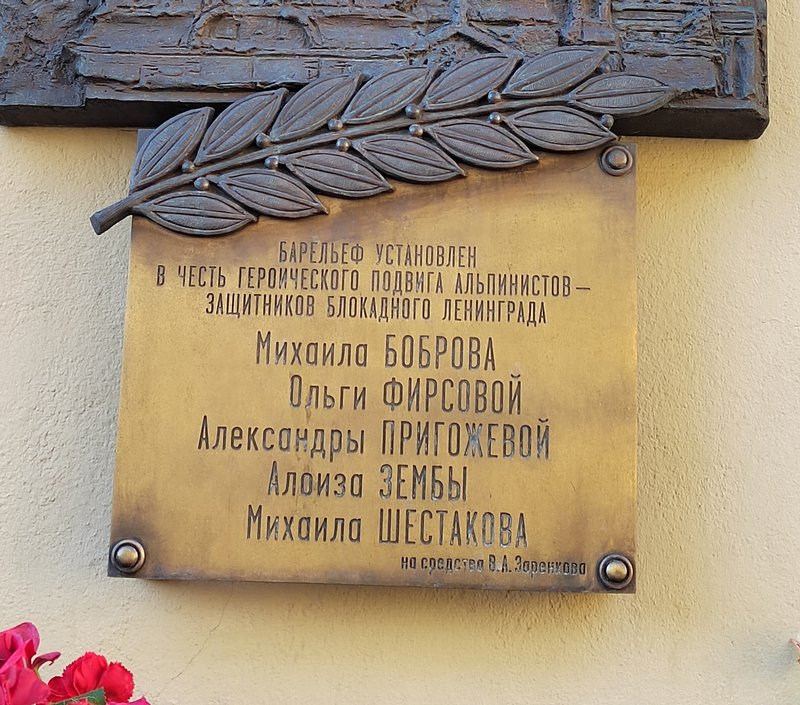 БАРЕЛЬЕФ УСТАНОВЛЕН
В ЧЕСТЬ ГЕРОИЧЕСКОГО ПОДВИГА АЛЬПИНИСТОВ–
ЗАЩИТНИКОВ БЛОКАДНОГО ЛЕНИНГРАДА
Михаила БОБРОВА
Ольги ФИРСОВОЙ
Александры ПРИГОЖЕВОЙ
Алоиза ЗЕМБЫ
Михаила ШЕСТАКОВА
на средства В.А.Заренкова